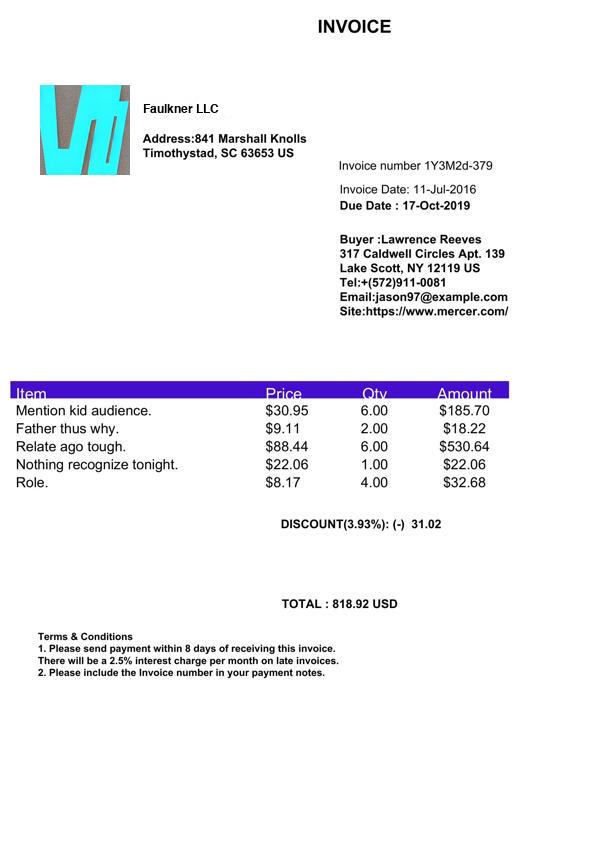 INVOICE
Faulkner LLC
Address:841 Marshall Knolls
Timothystad, SC 63653 US
Invoice number 1Y3M2d-379
Invoice Date: 11-Jul-2016
Due Date : 17-Oct-2019
Buyer :Lawrence Reeves
317 Caldwell Circles Apt. 139
Lake Scott, NY 12119 US
Tel:+(572)911-0081
Email:jason97@example.com
Site:https://www.mercer.com/
Item Price Qty Amount
Mention kid audience. $30.95 6.00 $185.70
Father thus why. $9.11 2.00 $18.22
Relate ago tough. $88.44 6.00 $530.64
Nothing recognize tonight. $22.06 1.00 $22.06
Role. $8.17 4.00 $32.68
DISCOUNT(3.93%): (-) 31.02
TOTAL : 818.92 USD
Terms & Conditions
1. Please send payment within 8 days of receiving this invoice.
There will be a 2.5% interest charge per month on late invoices.
2. Please include the Invoice number in your payment notes.